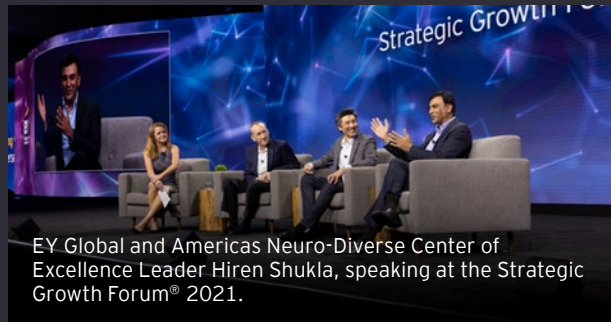 Strategic Growth Fo
EY Global and Americas Neuro-Diverse Center of
Excellence Leader Hiren Shukla, speaking at the Strategic
Growth Forum® 2021.